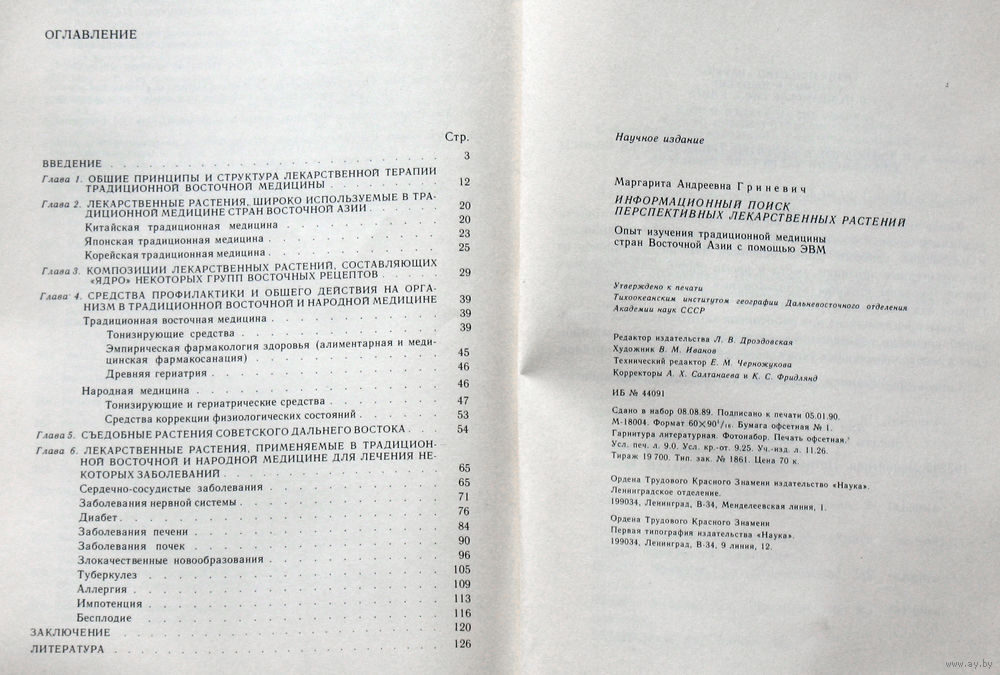 ОГЛАВЛЕНИЕ
Стр.
ВВЕДЕНИЕ 3
Глава 1. ОБЩИЕ ПРИНЦИПЫ И СТРУКТУРА ЛЕКАРСТВЕННОЙ ТЕРАПИИ
ТРАДИЦИОННОЙ ВОСТОЧНОЙ МЕДИЦИНЫ 12
Глава 2. ЛЕКАРСТВЕННЫЕ РАСТЕНИЯ, ШИРОКО ИСПОЛЬЗУЕМЫЕ В ТРА-
ДИЦИОННОЙ МЕДИЦИНЕ СТРАН ВОСТОЧНОЙ АЗИИ 20
Китайская традиционная медицина 20
Японская традиционная медицина 23
Корейская традиционная медицина 25
Глава 3. КОМПОЗИЦИИ ЛЕКАРСТВЕННЫХ РАСТЕНИЙ, СОСТАВЛЯЮЩИХ
«ЯДРО» НЕКОТОРЫХ ГРУПП ВОСТОЧНЫХ РЕЦЕПТОВ 29
Глава 4. СРЕДСТВА ПРОФИЛАКТИКИ И ОБЩЕГО ДЕЙСТВИЯ НА ОРГА-
НИЗМ В ТРАДИЦИОННОЙ ВОСТОЧНОЙ И НАРОДНОЙ МЕДИЦИНЕ 39
Традиционная восточная медицина 39
Тонизирующие средства 39
Эмпирическая фармакология здоровья (алиментарная и меди-
цинская фармакосанация) 45
Древняя гериатрия 46
Народная медицина 46
Тонизирующие и гериатрические средства 47
Средства коррекции физиологических состояний 53
Глава 5. СЪЕДОБНЫЕ РАСТЕНИЯ СОВЕТСКОГО ДАЛЬНЕГО ВОСТОКА 54
Глава 6. ЛЕКАРСТВЕННЫЕ РАСТЕНИЯ, ПРИМЕНЯЕМЫЕ В ТРАДИЦИОН-
НОЙ ВОСТОЧНОЙ И НАРОДНОЙ МЕДИЦИНЕ ДЛЯ ЛЕЧЕНИЯ НЕ-
КОТОРЫХ ЗАБОЛЕВАНИЙ 65
Сердечно-сосудистые заболевания 65
Заболевания нервной системы 71
Диабет 76
Заболевания печени 84
Заболевания почек 90
Злокачественные новообразования 96
Туберкулез 105
Аллергия 109
Импотенция 113
Бесплодие 116
ЗАКЛЮЧЕНИЕ 120
ЛИТЕРАТУРА 126
Научное издание
Маргарита Андреевна Гриневич
ИНФОРМАЦИОННЫЙ ПОИСК
ПЕРСПЕКТИВНЫХ ЛЕКАРСТВЕННЫХ РАСТЕНИЙ
Опыт изучения традиционной медицины
стран Восточной Азии с помощью ЭВМ
Утверждено к печати
Тихоокеанским институтом географии Дальневосточного отделения
Академии наук СССР
Редактор издательства Л. В. Дроздовская
Художник В. М. Иванов
Технический редактор Е. М. Черножукова
Корректоры А. Х. Салтанаева и К. С. Фридлянд
ИБ № 44091
Сдано в набор 08.08.89. Подписано к печати 05.01.90.
М-18004. Формат 60×90¹/₁₆. Бумага офсетная № 1.
Гарнитура литературная. Фотонабор. Печать офсетная.
Усл. печ. л. 9.0. Усл. кр.-от. 9.25. Уч.-изд. л. 11.26.
Тираж 19 700. Тип. зак. № 1861. Цена 70 к.
Ордена Трудового Красного Знамени издательство «Наука».
Ленинградское отделение.
199034, Ленинград, В-34, Менделеевская линия, 1.
Ордена Трудового Красного Знамени
Первая типография издательства «Наука».
199034, Ленинград, В-34, 9 линия, 12.
www.ay.by